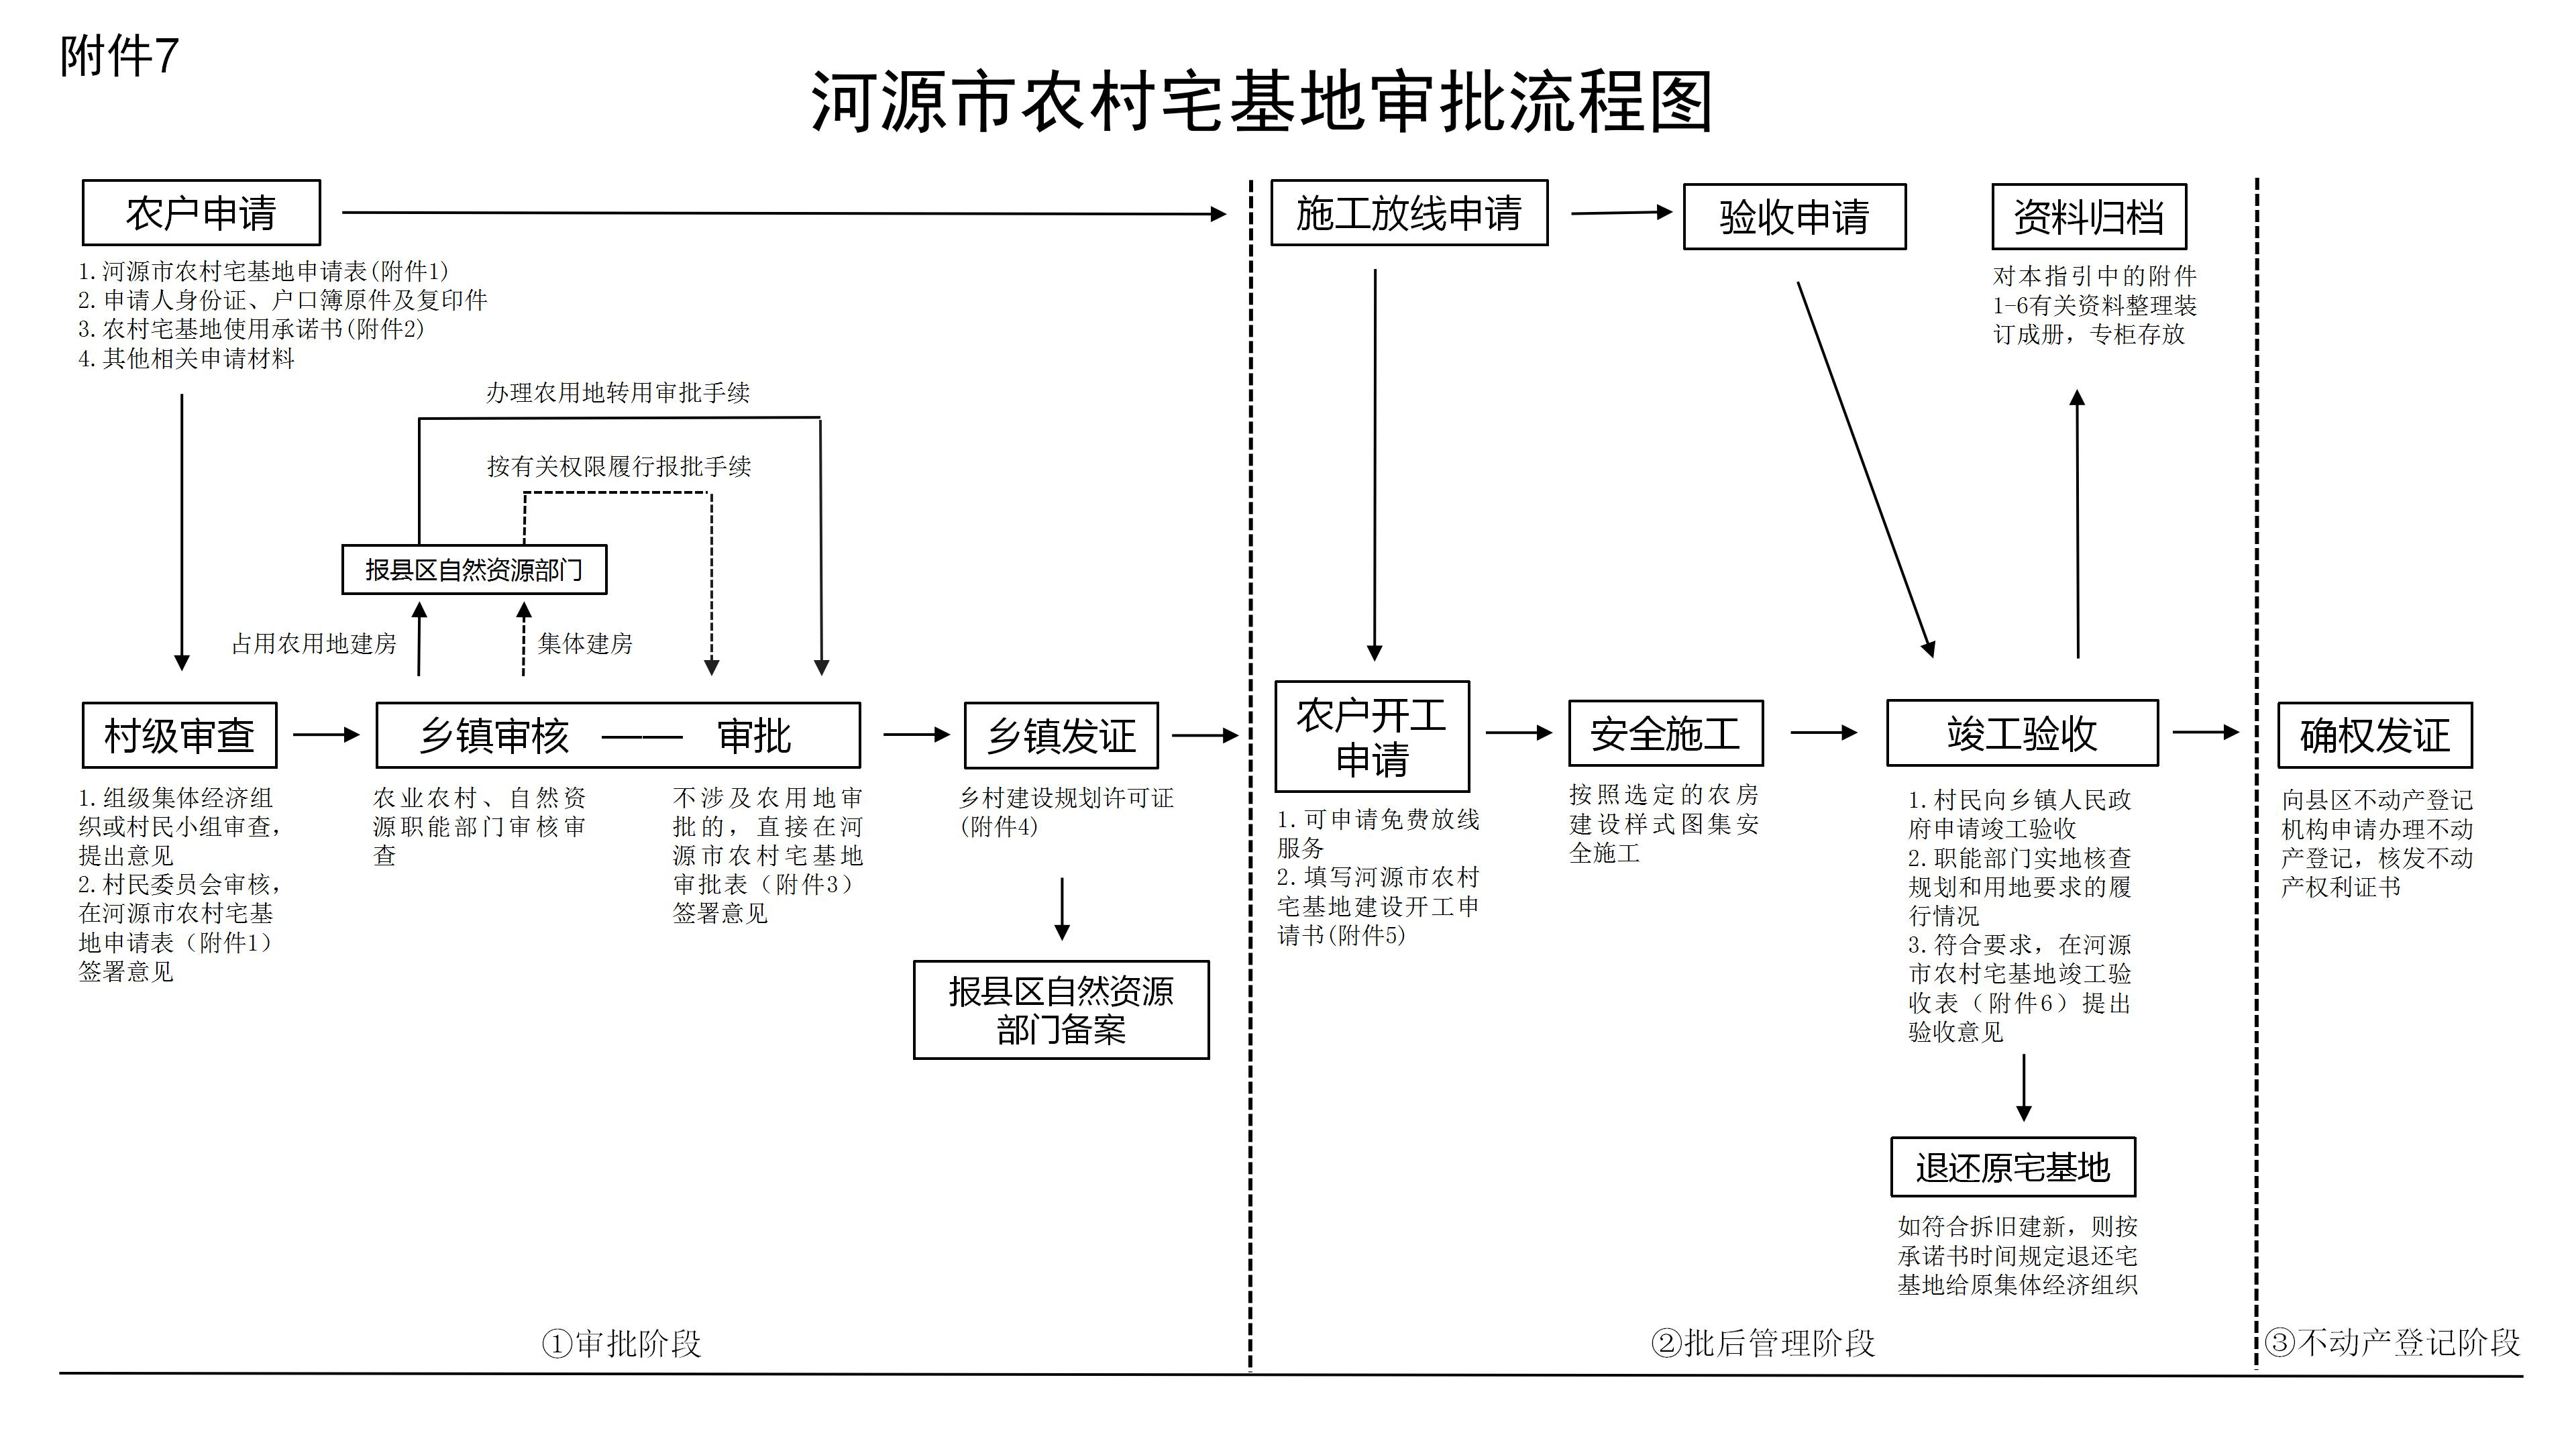 附件7
河源市农村宅基地审批流程图
农户申请
施工放线申请
验收申请
资料归档
1.河源市农村宅基地申请表(附件1)
2.申请人身份证、户口簿原件及复印件
3.农村宅基地使用承诺书(附件2)
4.其他相关申请材料
对本指引中的附件
1-6有关资料整理装
订成册，专柜存放
办理农用地转用审批手续
按有关权限履行报批手续
报县区自然资源部门
占用农用地建房
集体建房
村级审查
乡镇审核 —— 审批
乡镇发证
农户开工
申请
安全施工
竣工验收
确权发证
1.组级集体经济组
织或村民小组审查，
提出意见
2.村民委员会审核，
在河源市农村宅基
地申请表（附件1）
签署意见
农业农村、自然资
源职能部门审核审
查
不涉及农用地审
批的，直接在河
源市农村宅基地
审批表（附件3）
签署意见
乡村建设规划许可证
(附件4)
报县区自然资源
部门备案
1.可申请免费放线
服务
2.填写河源市农村
宅基地建设开工申
请书(附件5)
按照选定的农房
建设样式图集安
全施工
1.村民向乡镇人民政
府申请竣工验收
2.职能部门实地核查
规划和用地要求的履
行情况
3.符合要求，在河源
市农村宅基地竣工验
收表（附件6）提出
验收意见
向县区不动产登记
机构申请办理不动
产登记，核发不动
产权利证书
退还原宅基地
如符合拆旧建新，则按
承诺书时间规定退还宅
基地给原集体经济组织
①审批阶段
②批后管理阶段
③不动产登记阶段